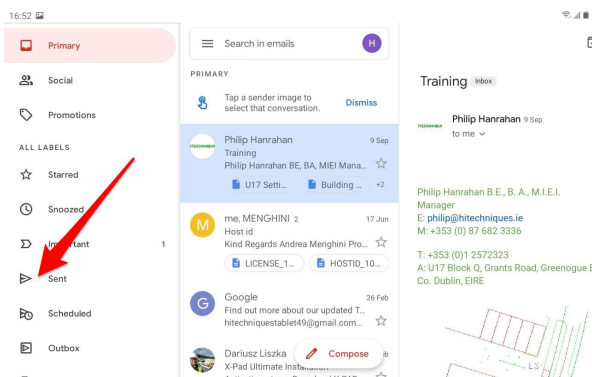 16:52
Primary
Social
Promotions
ALL LABELS
Starred
Snoozed
Important 1
Sent
Scheduled
Outbox
Search in emails
H
PRIMARY
Tap a sender image to
select that conversation.
Dismiss
Philip Hanrahan 9 Sep
Training
Philip Hanrahan BE, BA, MIEI Mana...
U17 Setti... Building ... +2
M
me, MENGHINI 2 17 Jun
Host id
Kind Regards Andrea Menghini Pro...
LICENSE_1... HOSTID_10...
G
Google 26 Feb
Find out more about our updated T...
hitechniquestablet49@gmail.com...
Dariusz Liszka
X-Pad Ultimate Installation
Compose
Training Inbox
Philip Hanrahan 9 Sep
to me
Philip Hanrahan B.E., B. A., M.I.E.I.
Manager
E: philip@hitechniques.ie
M: +353 (0) 87 682 3336
T: +353 (0)1 2572323
A: U17 Block Q, Grants Road, Greenogue B
Co. Dublin, EIRE
LS